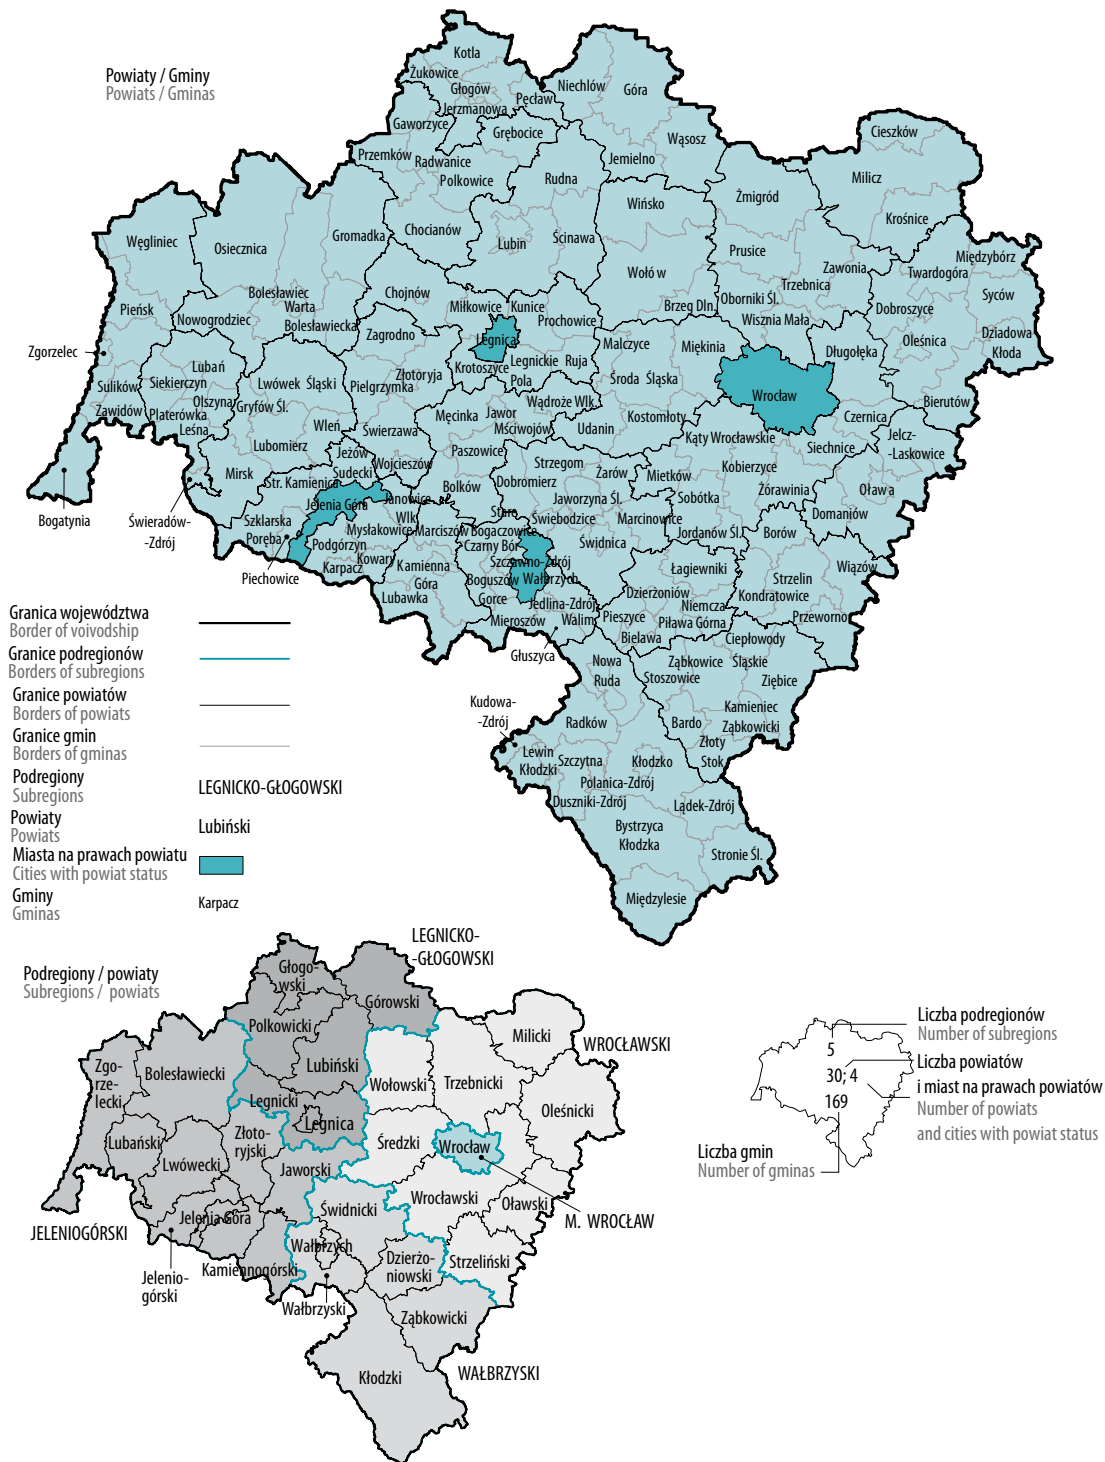 Powiaty / Gminy
Powiats / Gminas
Kotla
Żukowice
Głogów
Jerzmanowa
Pęcław
Niechlów
Góra
Gaworzyce
Grębocice
Wąsosz
Cieszków
Przemków
Radwanice
Polkowice
Jemielno
Rudna
Milicz
Wińsko
Żmigród
Krośnice
Węgliniec
Osiecznica
Gromadka
Chocianów
Lubin
Ścinawa
Prusice
Międzybórz
Twardogóra
Zawonia
Wołów
Trzebnica
Syców
Pieńsk
Bolesławiec
Warta
Bolesławiecka
Nowogrodziec
Chojnów
Miłkowice
Kunice
Prochowice
Brzeg Dln.
Oborniki Śl.
Wisznia Mała
Dobroszyce
Oleśnica
Dziadowa
Kłoda
Zgorzelec
Zagrodno
Legnica
Legnickie
Pola
Ruja
Malczyce
Miękinia
Długołęka
Sulików
Siekierczyn
Lubań
Lwówek Śląski
Złotoryja
Krotoszyce
Pielgrzymka
Środa Śląska
Wrocław
Bierutów
Zawidów
Platerówka
Olszyna
Leśna
Gryfów Śl.
Wleń
Świerzawa
Męcinka
Jawor
Mściwojów
Wądroże Wlk.
Udanin
Kostomłoty
Czernica
Jelcz-
-Laskowice
Kąty Wrocławskie
Siechnice
Lubomierz
Jeżów
Sudecki
Wojcieszów
Paszowice
Strzegom
Żarów
Mietków
Kobierzyce
Żórawina
Oława
Mirsk
Str. Kamienica
Bolków
Dobromierz
Jaworzyna Śl.
Sobótka
Domaniów
Bogatynia
Świeradów-
-Zdrój
Jelenia Góra
Janowice
Wlk.
Stare
Bogaczowice
Świebodzice
Marcinowice
Jordanów Śl.
Borów
Szklarska
Poręba
Mysłakowice
Marciszów
Czarny Bór
Świdnica
Piechowice
Podgórzyn
Kowary
Karpacz
Kamienna
Góra
Szczawno-Zdrój
Wałbrzych
Boguszów
Gorce
Łagiewniki
Wiązów
Strzelin
Kondratowice
Dzierżoniów
Niemcza
Lubawka
Jedlina-Zdrój
Mieroszów
Walim
Pieszyce
Bielawa
Piława Górna
Przeworno
Głuszyca
Ciepłowody
Nowa
Ruda
Ząbkowice
Śląskie
Stoszowice
Ziębice
Kudowa-
-Zdrój
Radków
Bardo
Kamieniec
Ząbkowicki
Złoty
Stok
Lewin
Kłodzki
Szczytna
Kłodzko
Polanica-Zdrój
Duszniki-Zdrój
Lądek-Zdrój
Bystrzyca
Kłodzka
Stronie Śl.
Międzylesie
Granica województwa
Border of voivodship
Granice podregionów
Borders of subregions
Granice powiatów
Borders of powiats
Granice gmin
Borders of gminas
Podregiony
Subregions
LEGNICKO-GŁOGOWSKI
Powiaty
Powiats
Lubiński
Miasta na prawach powiatu
Cities with powiat status
Gminy
Gminas
Karpacz
Podregiony / powiaty
Subregions / powiats
LEGNICKO-
-GŁOGOWSKI
Głogo-
wski
Górowski
Polkowicki
Milicki
WROCŁAWSKI
Zgo-
rze-
lecki
Bolesławiecki
Lubiński
Wołowski
Trzebnicki
Legnicki
Legnica
Oleśnicki
Lubański
Złoto-
ryjski
Średzki
Wrocław
Lwówecki
Jaworski
Wrocławski
Oławski
M. WROCŁAW
JELENIOGÓRSKI
Jelenia Góra
Świdnicki
Kamiennogórski
Wałbrzych
Dzierżo-
niowski
Strzeliński
Jelenio-
górski
Wałbrzyski
Ząbkowicki
Kłodzki
WAŁBRZYSKI
Liczba podregionów
Number of subregions
5
Liczba powiatów
30; 4
i miast na prawach powiatów
Number of powiats
and cities with powiat status
169
Liczba gmin
Number of gminas